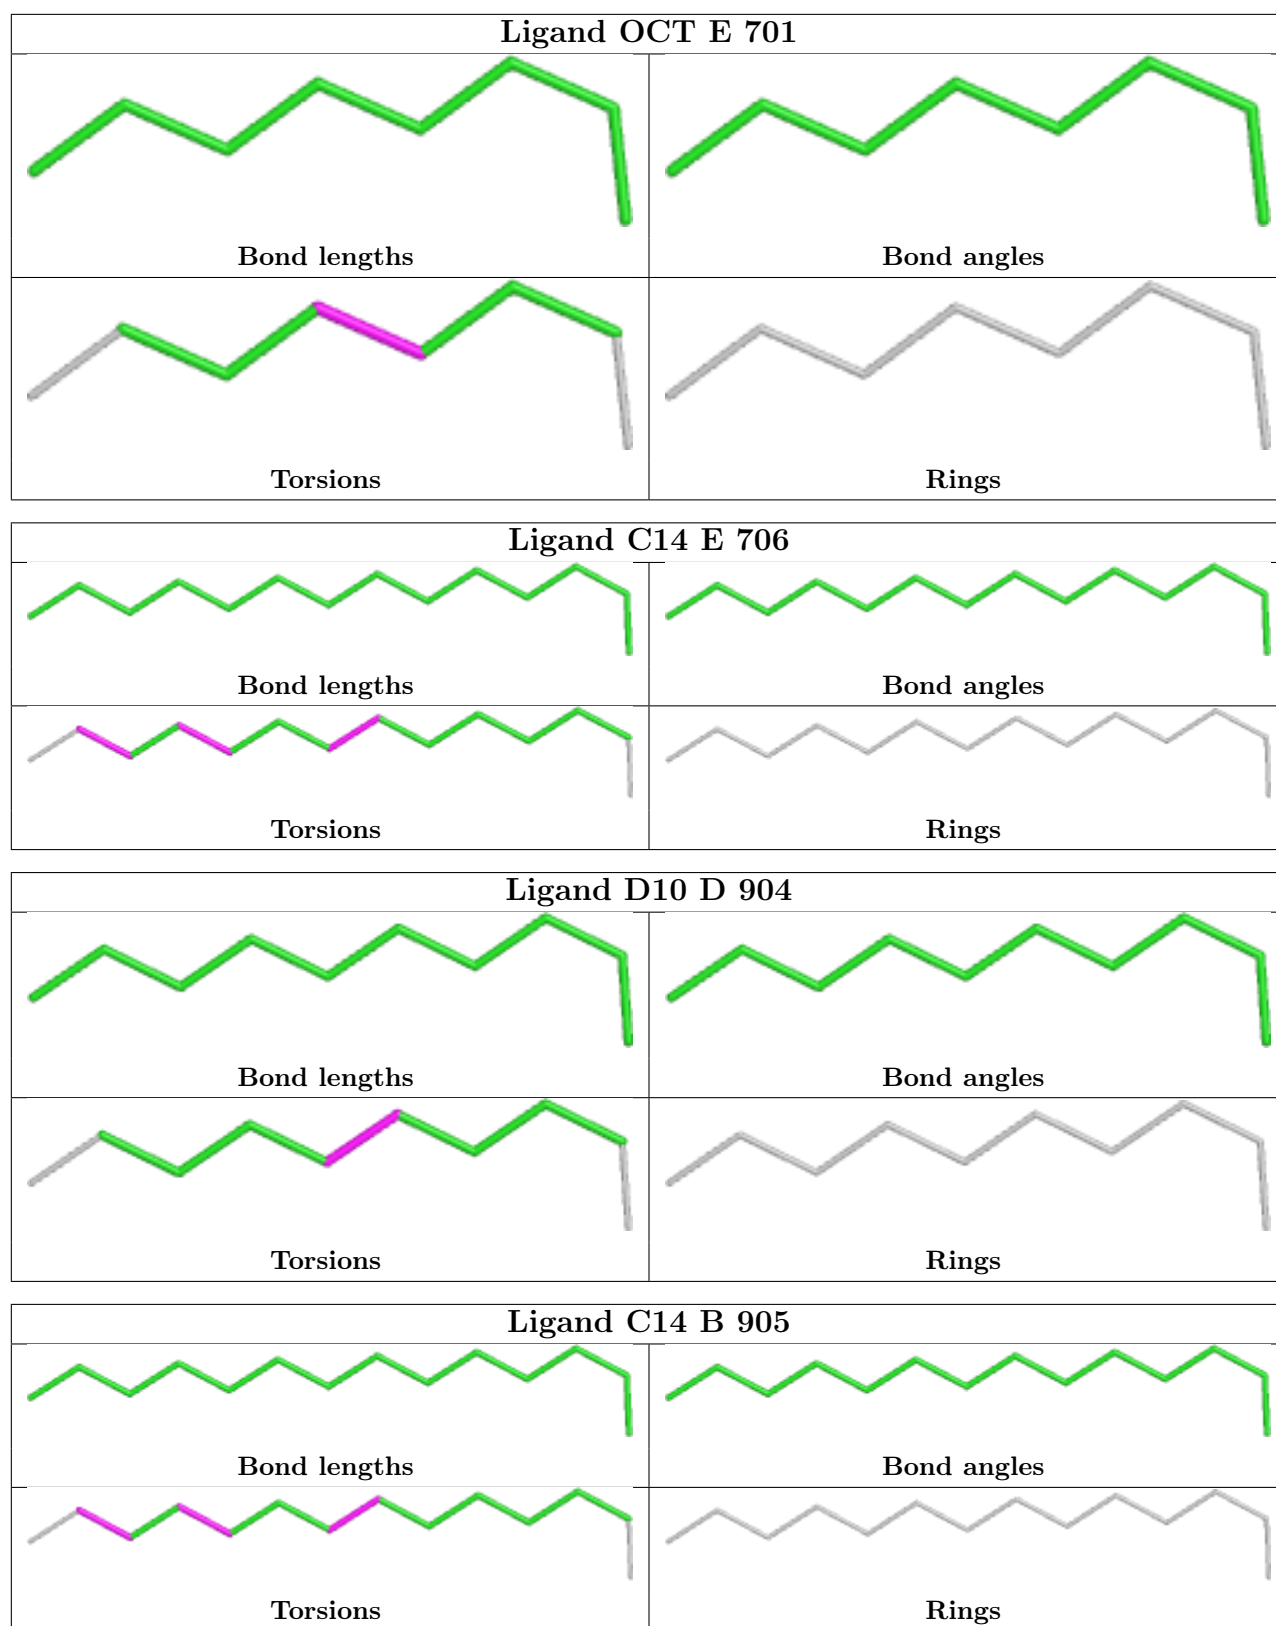 Ligand OCT E 701
Bond lengths Bond angles
Torsions Rings
Ligand C14 E 706
Bond lengths Bond angles
Torsions Rings
Ligand D10 D 904
Bond lengths Bond angles
Torsions Rings
Ligand C14 B 905
Bond lengths Bond angles
Torsions Rings